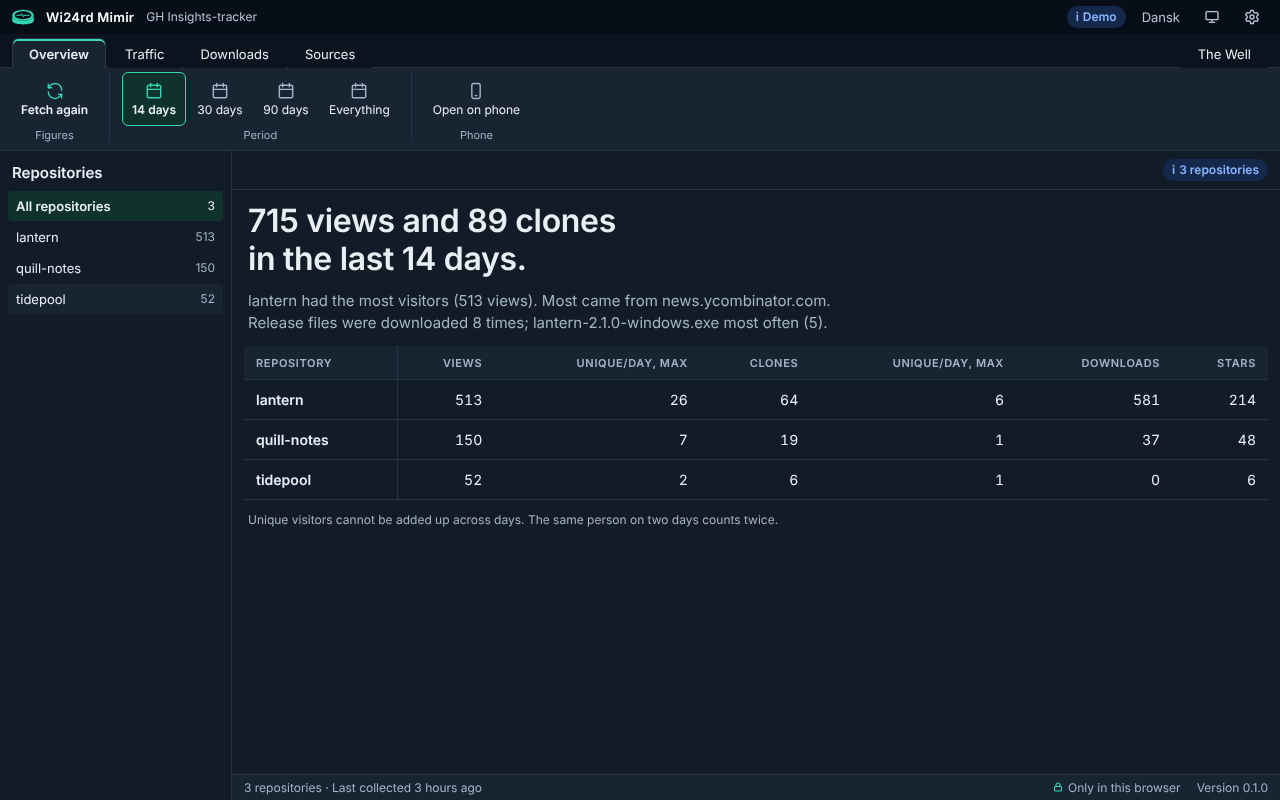 Wi24rd Mimir GH Insights-tracker
i Demo Dansk
Overview Traffic Downloads Sources The Well
Fetch again 14 days 30 days 90 days Everything Open on phone
Figures Period Phone
Repositories
i 3 repositories
All repositories 3
lantern 513
quill-notes 150
tidepool 52
715 views and 89 clones
in the last 14 days.
lantern had the most visitors (513 views). Most came from news.ycombinator.com.
Release files were downloaded 8 times; lantern-2.1.0-windows.exe most often (5).
REPOSITORY VIEWS UNIQUE/DAY, MAX CLONES UNIQUE/DAY, MAX DOWNLOADS STARS
lantern 513 26 64 6 581 214
quill-notes 150 7 19 1 37 48
tidepool 52 2 6 1 0 6
Unique visitors cannot be added up across days. The same person on two days counts twice.
3 repositories · Last collected 3 hours ago
Only in this browser Version 0.1.0